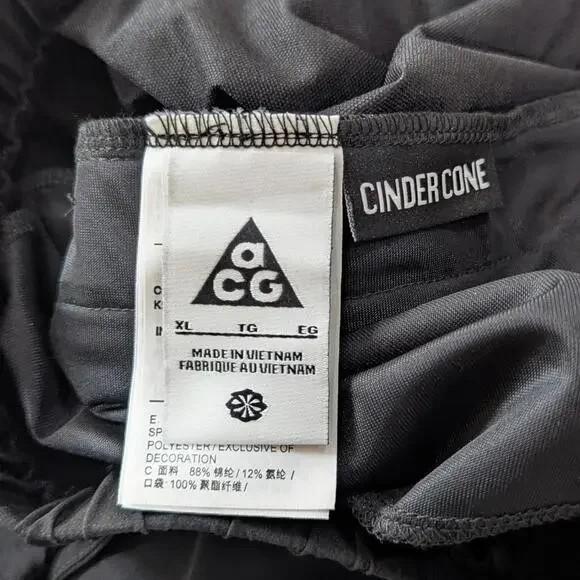 CINDER CONE
aCG
XL TG EG
MADE IN VIETNAM
FABRIQUE AU VIETNAM
POLYESTER/EXCLUSIVE OF
DECORATION
C 面料 88% 锦纶/12% 氨纶/
口袋:100% 聚酯纤维/